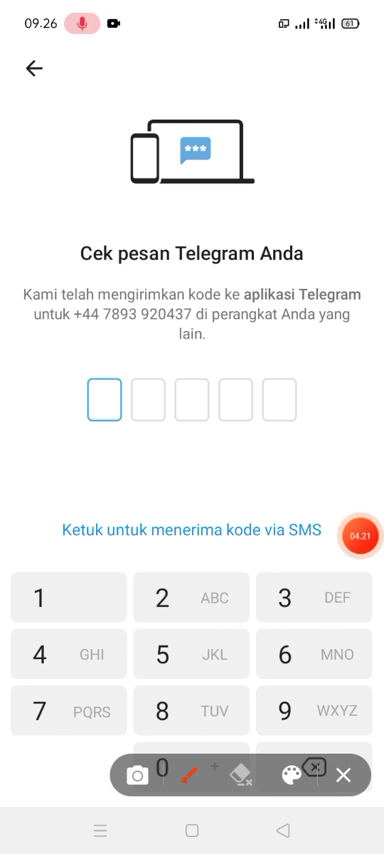 09.26 4G 61
***
Cek pesan Telegram Anda
Kami telah mengirimkan kode ke aplikasi Telegram
untuk +44 7893 920437 di perangkat Anda yang
lain.
Ketuk untuk menerima kode via SMS
04.21
1
2 ABC
3 DEF
4 GHI
5 JKL
6 MNO
7 PQRS
8 TUV
9 WXYZ
0 +